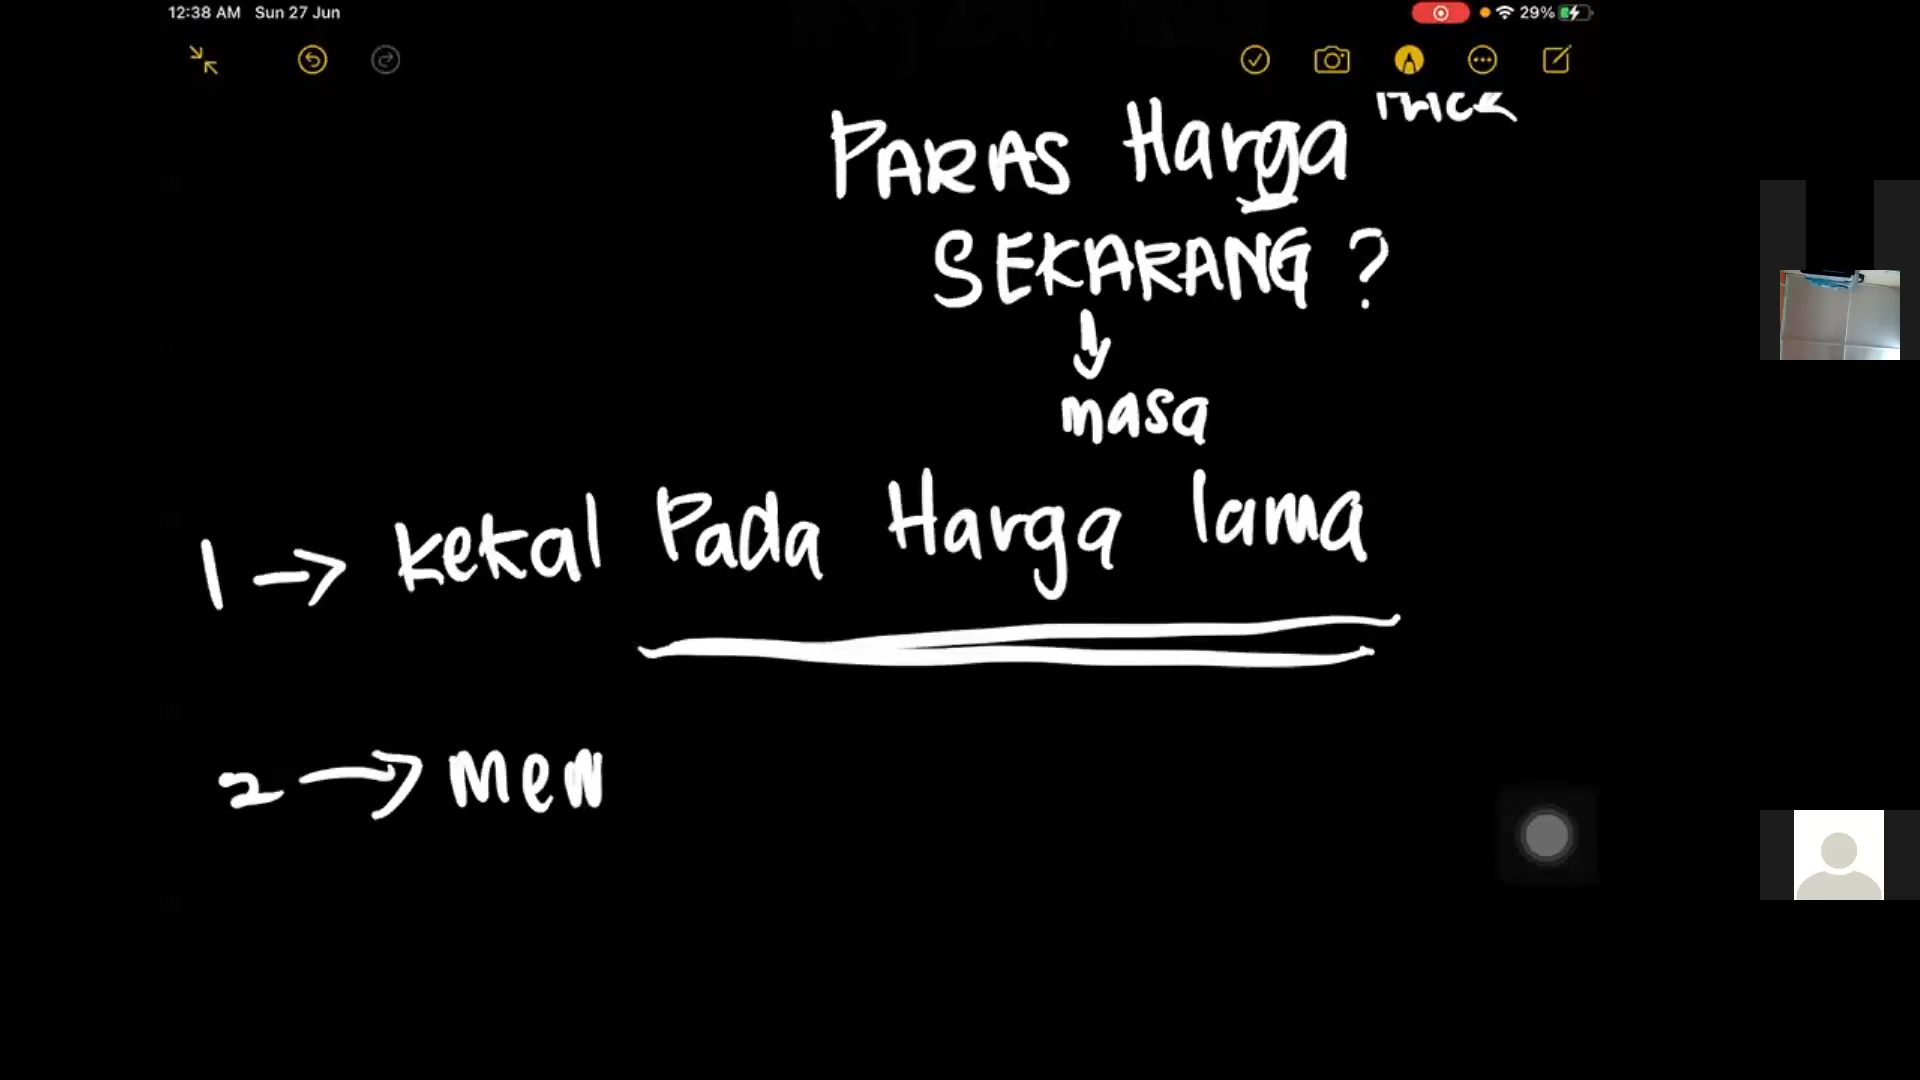 12:38 AM Sun 27 Jun
29%
PARAS Harga
SEKARANG ?
masa
1 → kekal Pada Harga lama
2 → men